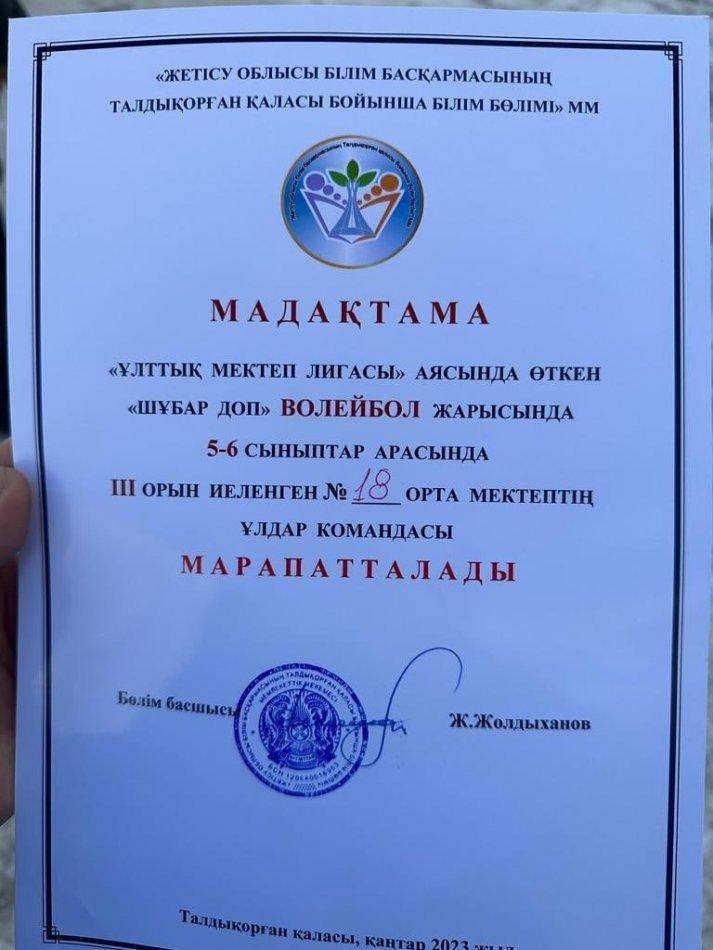 «ЖЕТІСУ ОБЛЫСЫ БІЛІМ БАСҚАРМАСЫНЫҢ
ТАЛДЫҚОРҒАН ҚАЛАСЫ БОЙЫНША БІЛІМ БӨЛІМІ» ММ
МАДАҚТАМА
«ҰЛТТЫҚ МЕКТЕП ЛИГАСЫ» АЯСЫНДА ӨТКЕН
«ШҰБАР ДОП» ВОЛЕЙБОЛ ЖАРЫСЫНДА
5-6 СЫНЫПТАР АРАСЫНДА
III ОРЫН ИЕЛЕНГЕН № 18 ОРТА МЕКТЕПТІҢ
ҰЛДАР КОМАНДАСЫ
МАРАПАТТАЛАДЫ
Бөлім басшысы
Ж.Жолдыханов
Талдықорған қаласы, қаңтар 2023 жыл